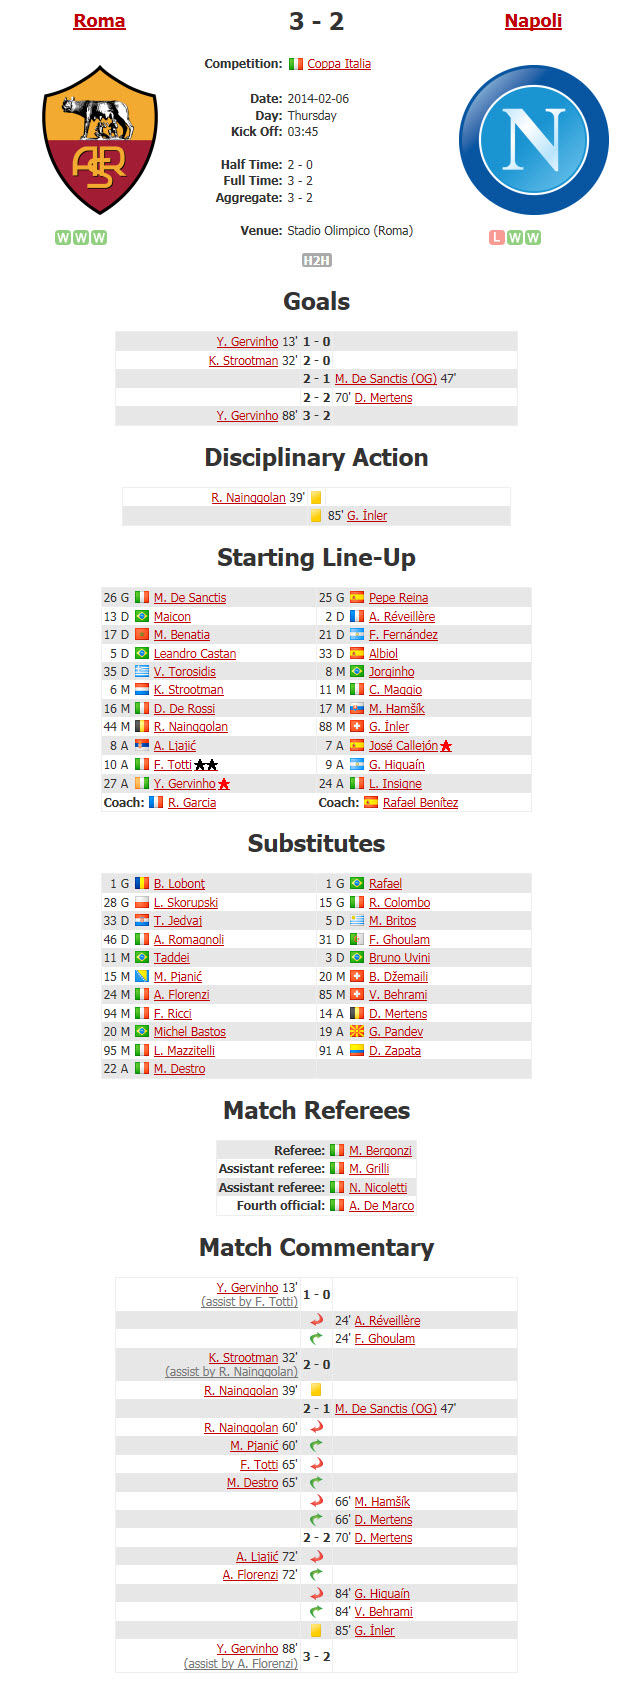 Roma 3 - 2 Napoli
Competition: Coppa Italia
Date: 2014-02-06
Day: Thursday
Kick Off: 03:45
Half Time: 2 - 0
Full Time: 3 - 2
Aggregate: 3 - 2
Venue: Stadio Olimpico (Roma)
ASR
N
W W W
L W W
H2H
Goals
Y. Gervinho 13' 1 - 0
K. Strootman 32' 2 - 0
2 - 1 M. De Sanctis (OG) 47'
2 - 2 70' D. Mertens
Y. Gervinho 88' 3 - 2
Disciplinary Action
R. Nainggolan 39'
85' G. İnler
Starting Line-Up
26 G M. De Sanctis 25 G Pepe Reina
13 D Maicon 2 D A. Réveillère
17 D M. Benatia 21 D F. Fernández
5 D Leandro Castan 33 D Albiol
35 D V. Torosidis 8 M Jorginho
6 M K. Strootman 11 M C. Maggio
16 M D. De Rossi 17 M M. Hamšík
44 M R. Nainggolan 88 M G. İnler
8 A A. Ljajić 7 A José Callejón
10 A F. Totti 9 A G. Higuaín
27 A Y. Gervinho 24 A L. Insigne
Coach: R. Garcia Coach: Rafael Benítez
Substitutes
1 G B. Lobonţ 1 G Rafael
28 G L. Skorupski 15 G R. Colombo
33 D T. Jedvaj 5 D M. Britos
46 D A. Romagnoli 31 D F. Ghoulam
11 M Taddei 3 D Bruno Uvini
15 M M. Pjanić 20 M B. Džemaili
24 M A. Florenzi 85 M V. Behrami
94 M F. Ricci 14 A D. Mertens
20 M Michel Bastos 19 A G. Pandev
95 M L. Mazzitelli 91 A D. Zapata
22 A M. Destro
Match Referees
Referee: M. Bergonzi
Assistant referee: M. Grilli
Assistant referee: N. Nicoletti
Fourth official: A. De Marco
Match Commentary
Y. Gervinho 13' 1 - 0
(assist by F. Totti)
24' A. Réveillère
24' F. Ghoulam
K. Strootman 32' 2 - 0
(assist by R. Nainggolan)
R. Nainggolan 39'
2 - 1 M. De Sanctis (OG) 47'
R. Nainggolan 60'
M. Pjanić 60'
F. Totti 65'
M. Destro 65'
66' M. Hamšík
66' D. Mertens
2 - 2 70' D. Mertens
A. Ljajić 72'
A. Florenzi 72'
84' G. Higuaín
84' V. Behrami
85' G. İnler
Y. Gervinho 88' 3 - 2
(assist by A. Florenzi)